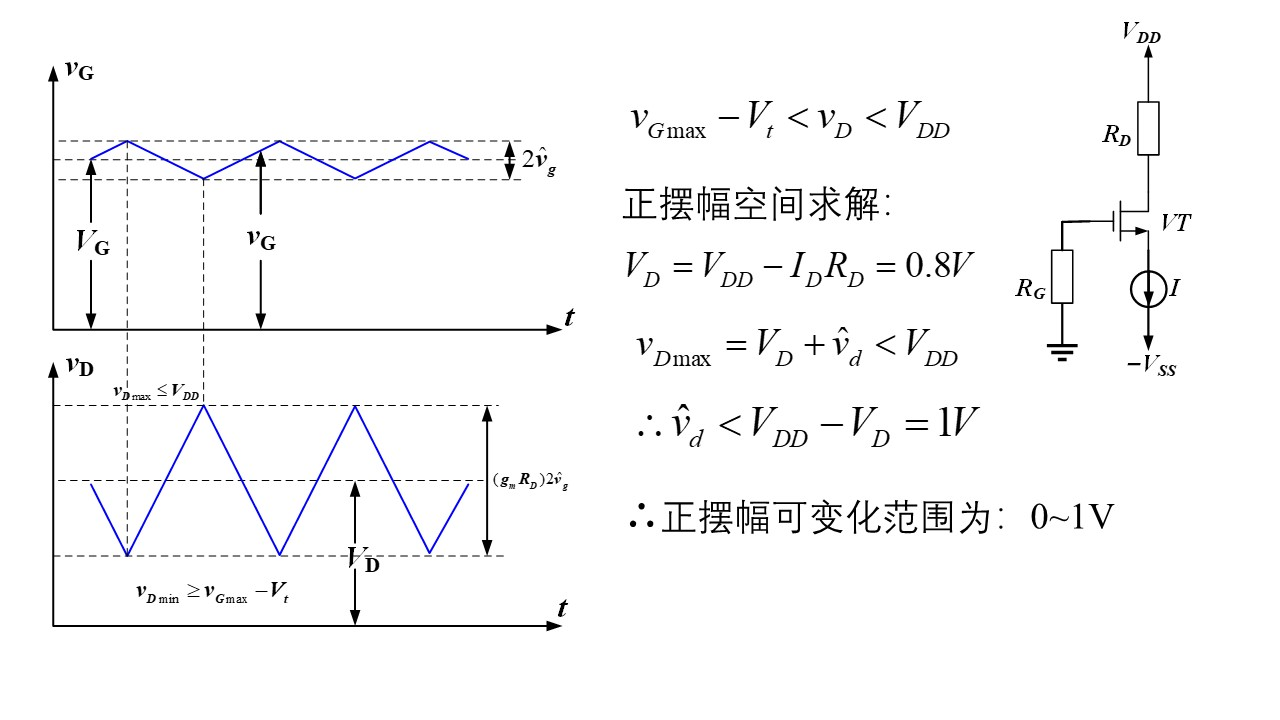 v_G
2v̂_g
V_G
v_G
t
v_D
v_Dmax ≤ V_DD
(g_m R_D)2v̂_g
V_D
v_Dmin ≥ v_Gmax − V_t
t
v_Gmax − V_t < v_D < V_DD
正摆幅空间求解：
V_D = V_DD − I_D R_D = 0.8V
v_Dmax = V_D + v̂_d < V_DD
∴ v̂_d < V_DD − V_D = 1V
∴正摆幅可变化范围为：0~1V
V_DD
R_D
VT
R_G
I
−V_SS